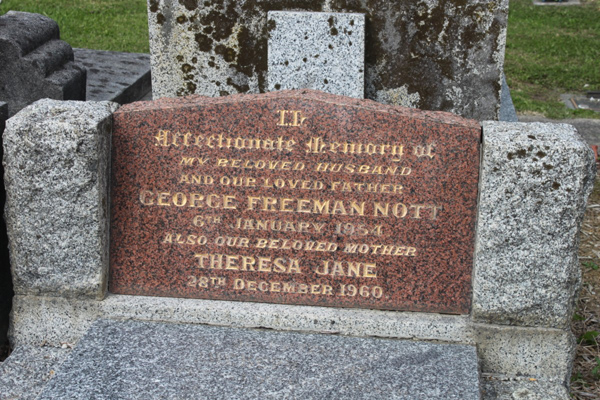 In
Affectionate Memory of
MY BELOVED HUSBAND
AND OUR LOVED FATHER
GEORGE FREEMAN NOTT
6TH JANUARY 1954
ALSO OUR BELOVED MOTHER
THERESA JANE
28TH DECEMBER 1960.